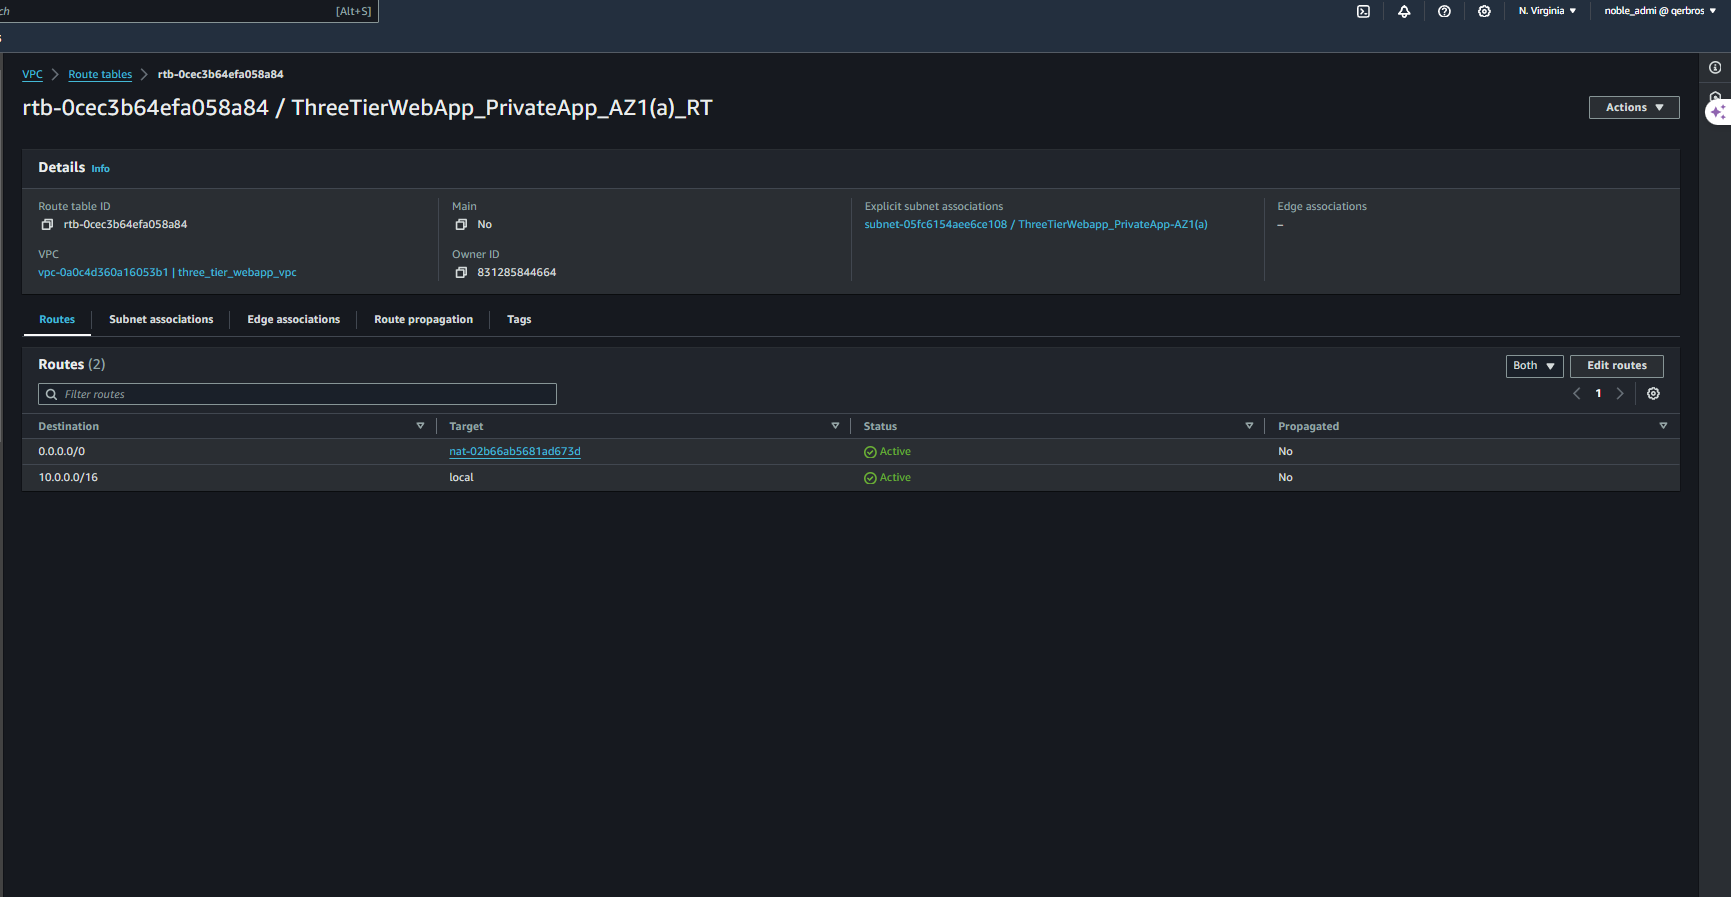 ch [Alt+S] N. Virginia noble_admi @ qerbros
s
VPC Route tables rtb-0cec3b64efa058a84
rtb-0cec3b64efa058a84 / ThreeTierWebApp_PrivateApp_AZ1(a)_RT
Actions
Details Info
Route table ID Main Explicit subnet associations Edge associations
rtb-0cec3b64efa058a84 No subnet-05fc6154aee6ce108 / ThreeTierWebapp_PrivateApp-AZ1(a) –
VPC Owner ID
vpc-0a0c4d360a16053b1 | three_tier_webapp_vpc 831285844664
Routes Subnet associations Edge associations Route propagation Tags
Routes (2) Both Edit routes
Filter routes 1
Destination Target Status Propagated
0.0.0.0/0 nat-02b66ab5681ad673d Active No
10.0.0.0/16 local Active No